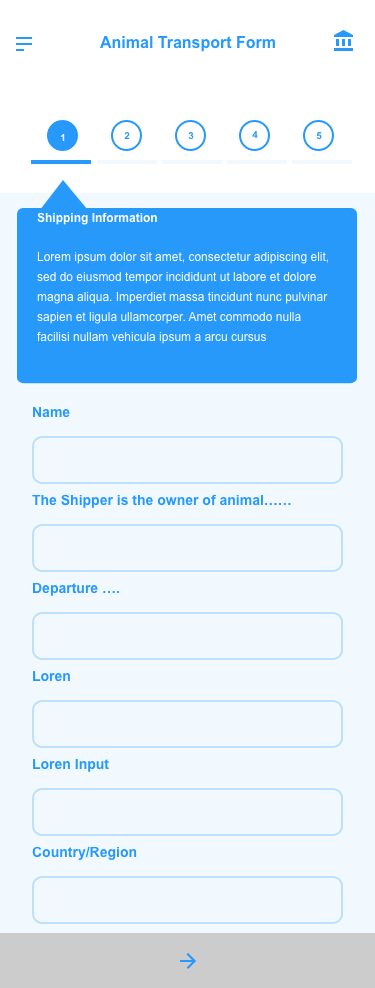 Animal Transport Form
1 2 3 4 5
Shipping Information
Lorem ipsum dolor sit amet, consectetur adipiscing elit,
sed do eiusmod tempor incididunt ut labore et dolore
magna aliqua. Imperdiet massa tincidunt nunc pulvinar
sapien et ligula ullamcorper. Amet commodo nulla
facilisi nullam vehicula ipsum a arcu cursus
Name
The Shipper is the owner of animal……
Departure ….
Loren
Loren Input
Country/Region